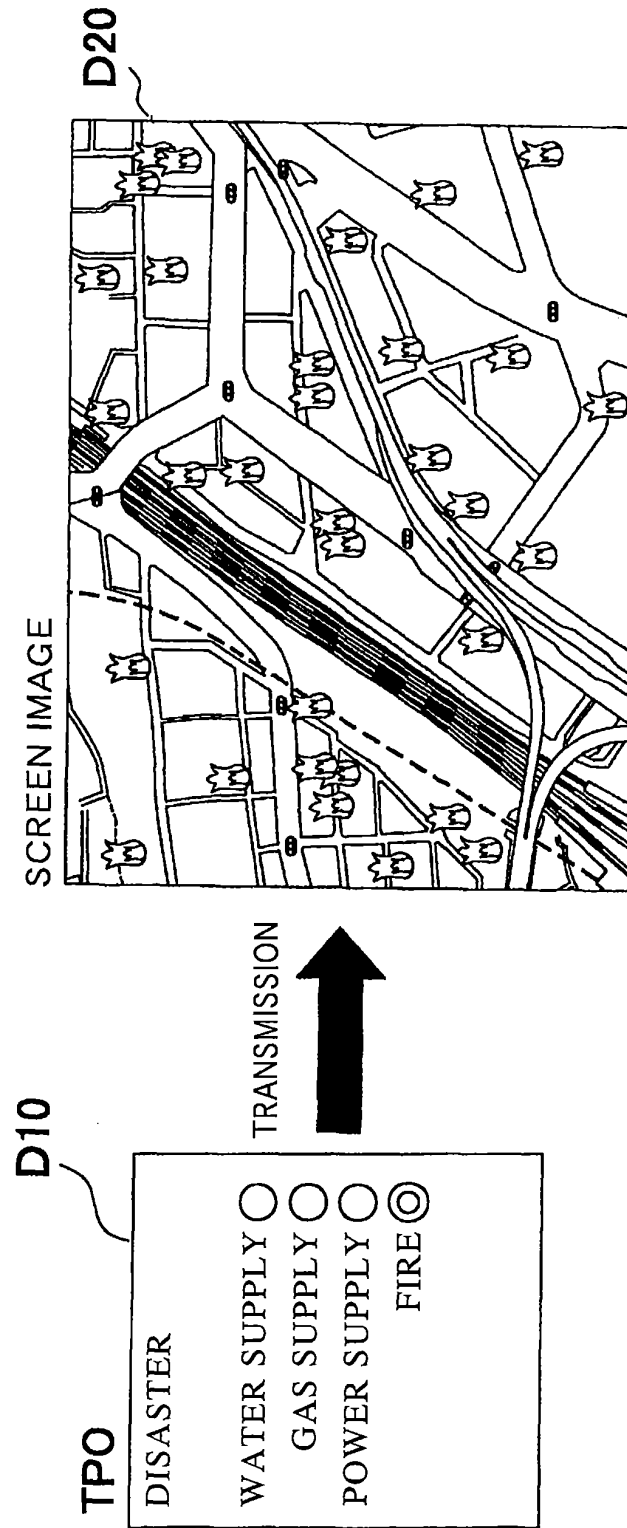 TPO
D10
DISASTER
WATER SUPPLY
GAS SUPPLY
POWER SUPPLY
FIRE
TRANSMISSION
SCREEN IMAGE
D20